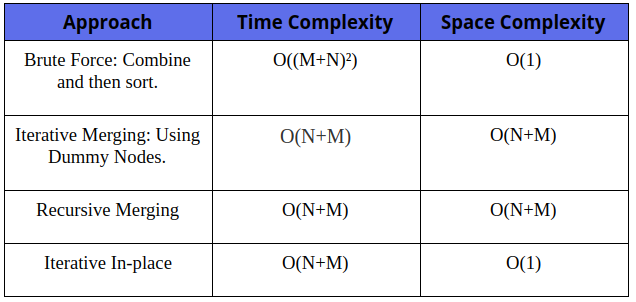 Approach Time Complexity Space Complexity
Brute Force: Combine and then sort. O((M+N)²) O(1)
Iterative Merging: Using Dummy Nodes. O(N+M) O(N+M)
Recursive Merging O(N+M) O(N+M)
Iterative In-place O(N+M) O(1)